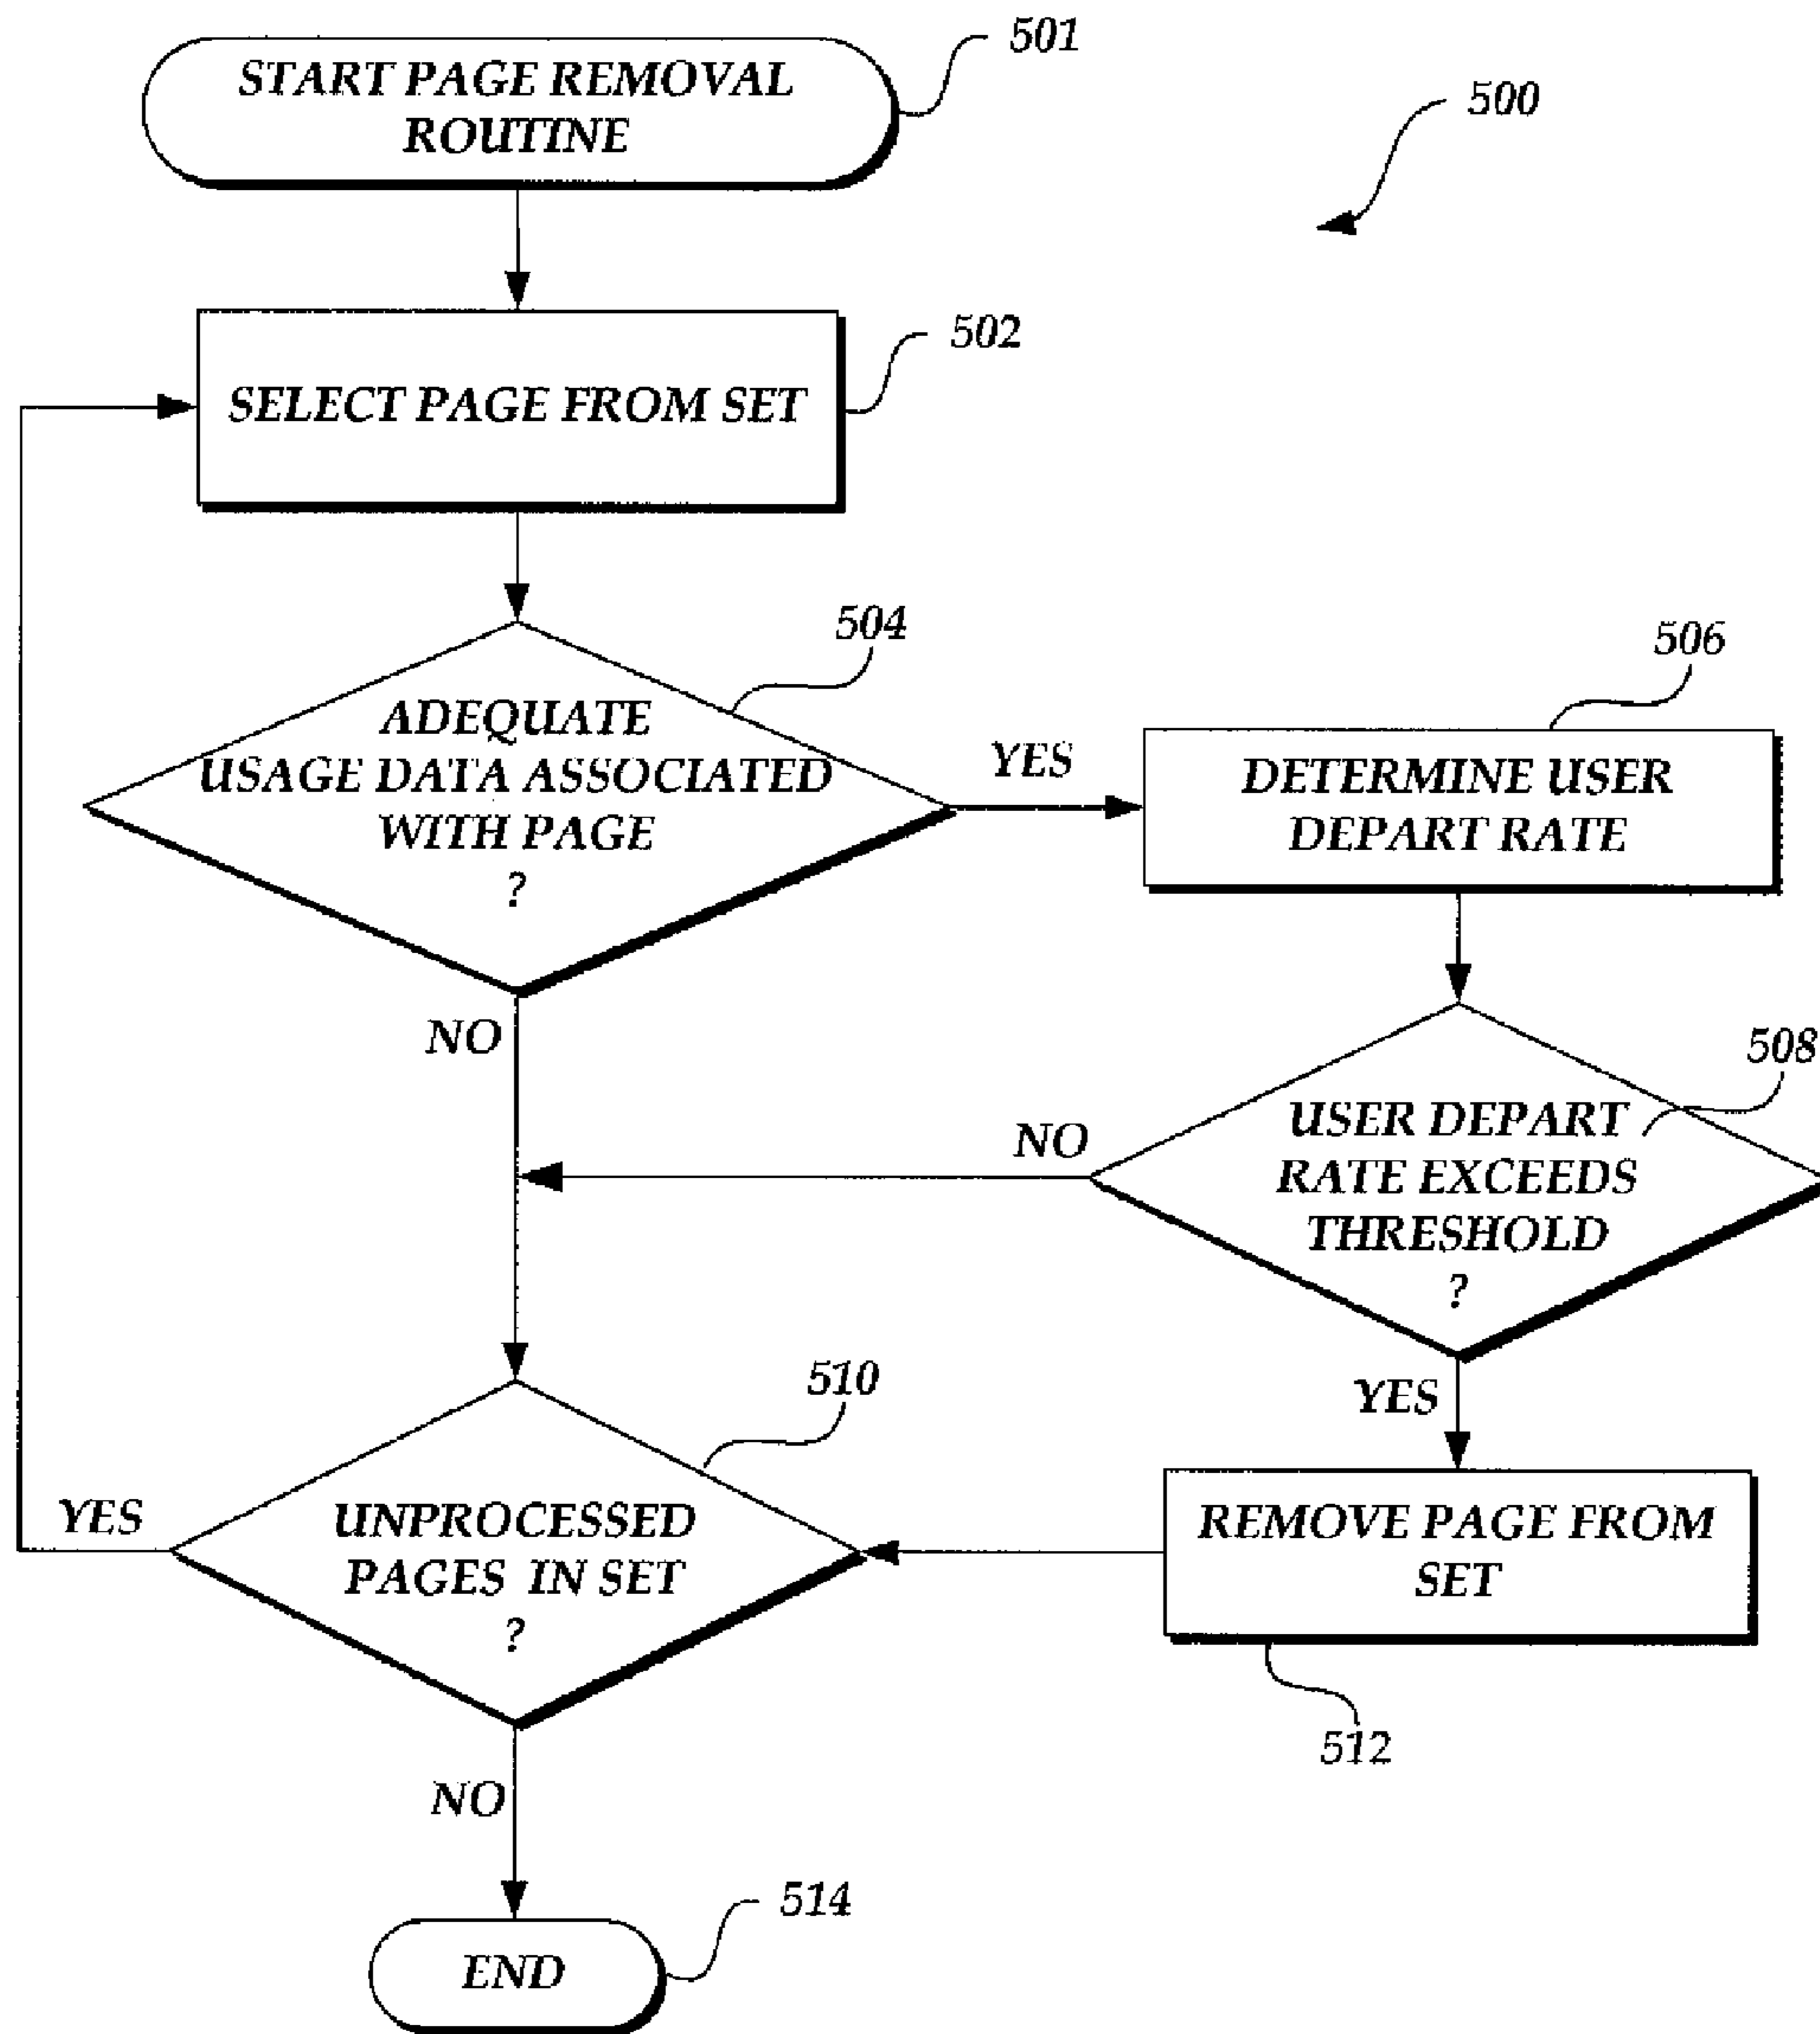 START PAGE REMOVAL
ROUTINE
501
500
SELECT PAGE FROM SET
502
ADEQUATE
USAGE DATA ASSOCIATED
WITH PAGE
?
504
YES
NO
DETERMINE USER
DEPART RATE
506
USER DEPART
RATE EXCEEDS
THRESHOLD
?
508
NO
YES
UNPROCESSED
PAGES IN SET
?
510
YES
NO
REMOVE PAGE FROM
SET
512
END
514